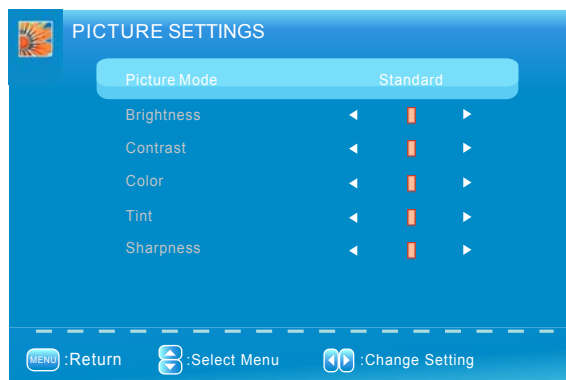 PICTURE SETTINGS
Picture Mode Standard
Brightness
Contrast
Color
Tint
Sharpness
MENU :Return :Select Menu :Change Setting